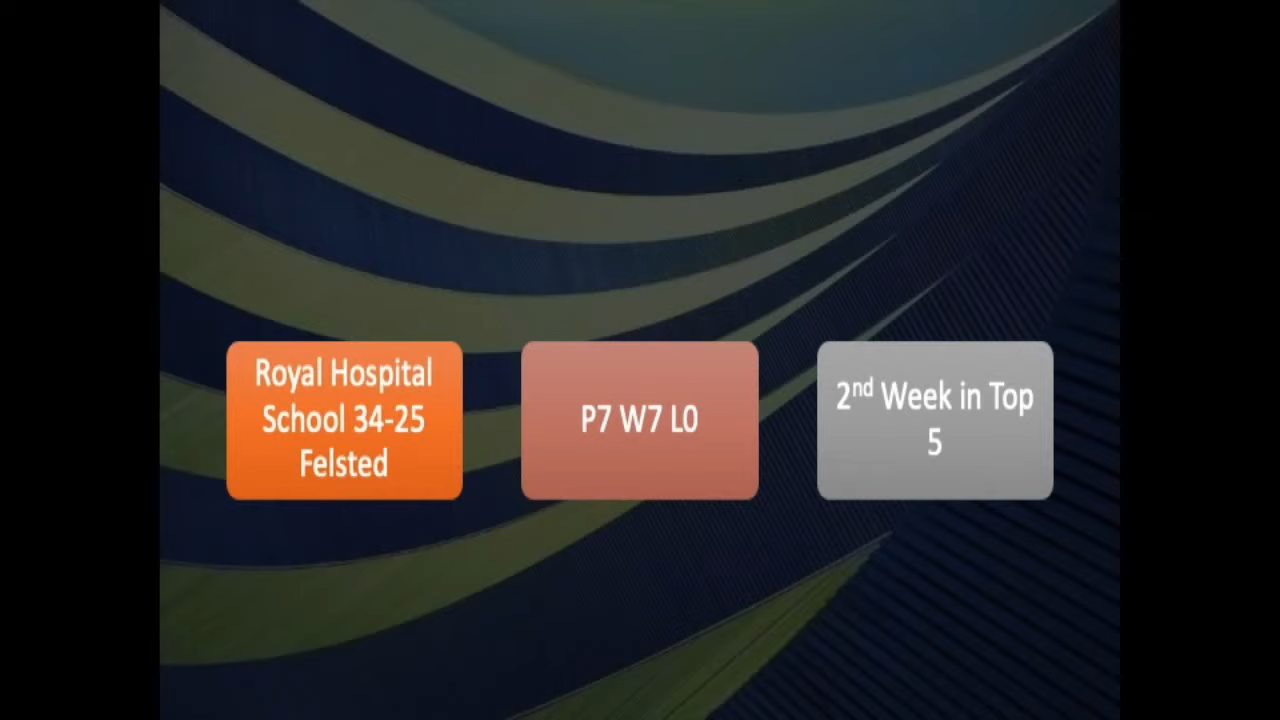 Royal Hospital
School 34-25
Felsted
P7 W7 L0
2nd Week in Top
5